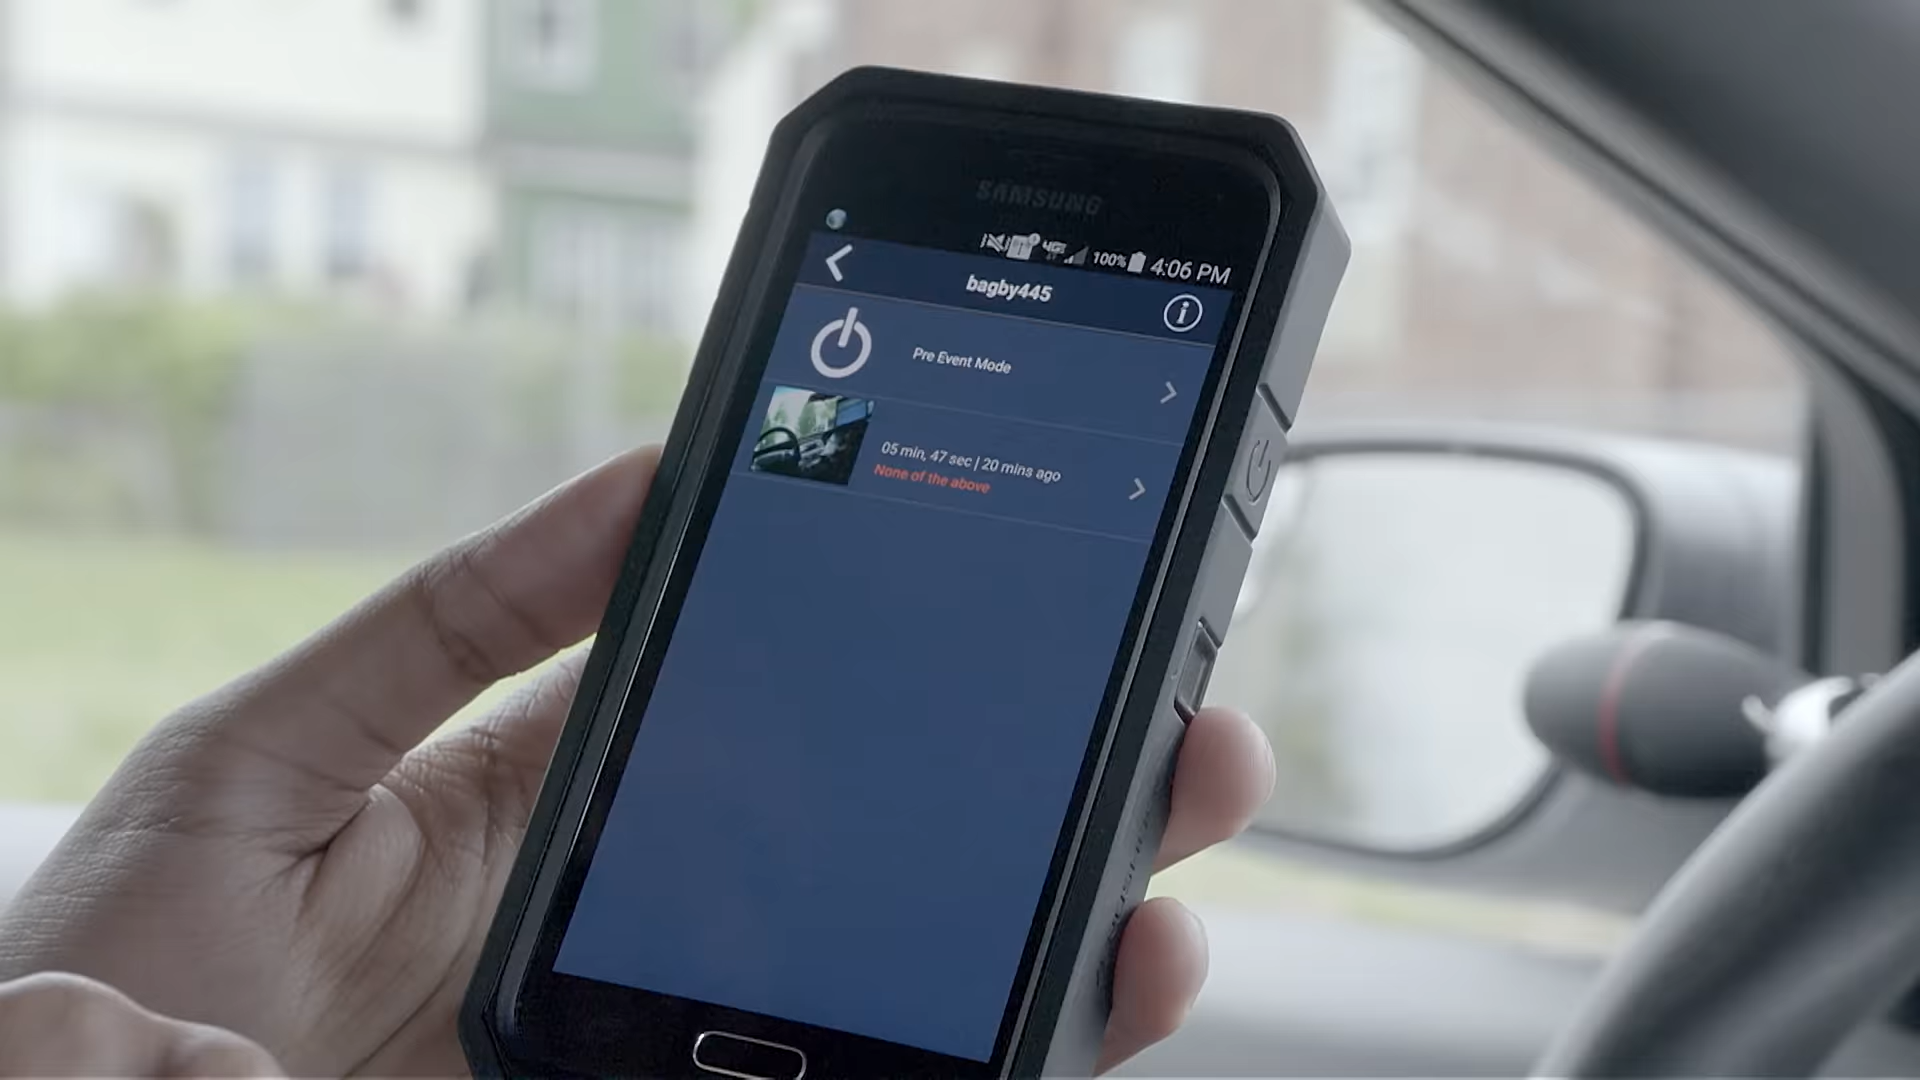 SAMSUNG
100% 4:06 PM
bagby445
Pre Event Mode
05 min, 47 sec | 20 mins ago
None of the above